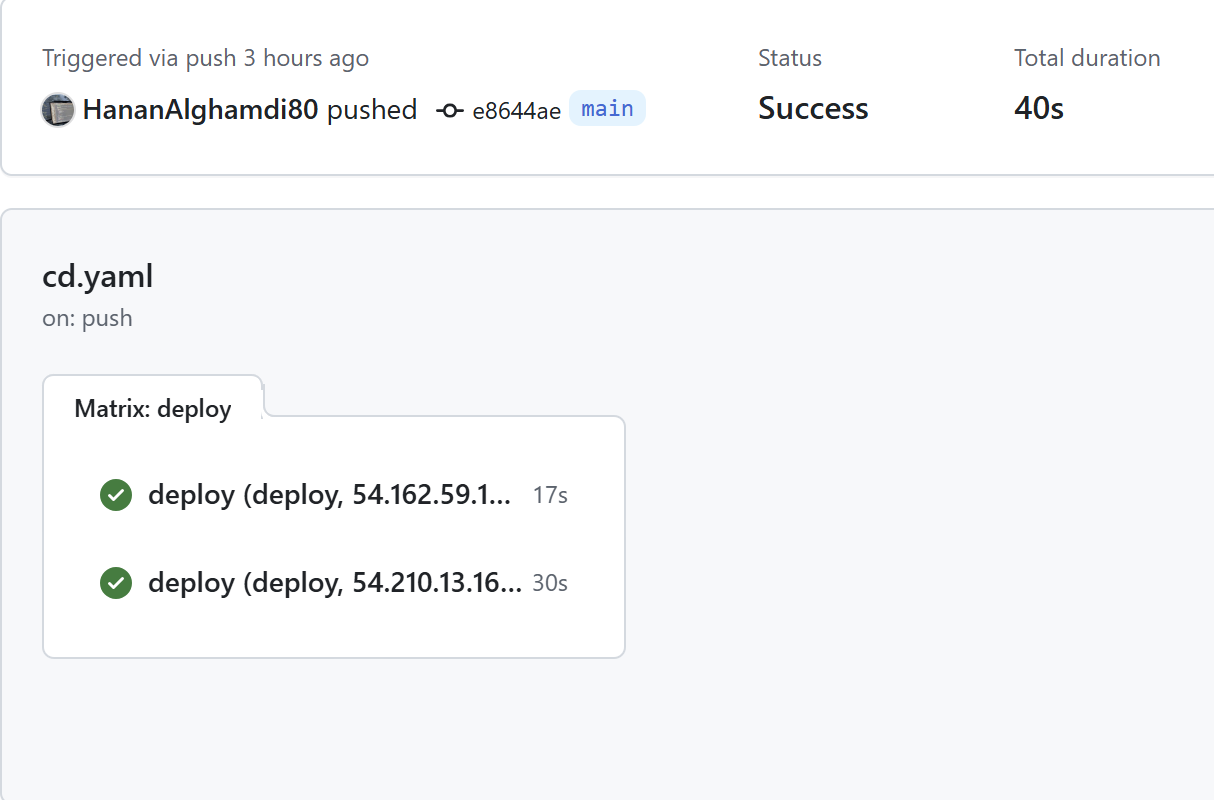 Triggered via push 3 hours ago
HananAlghamdi80 pushed e8644ae main
Status
Success
Total duration
40s
cd.yaml
on: push
Matrix: deploy
deploy (deploy, 54.162.59.1... 17s
deploy (deploy, 54.210.13.16... 30s